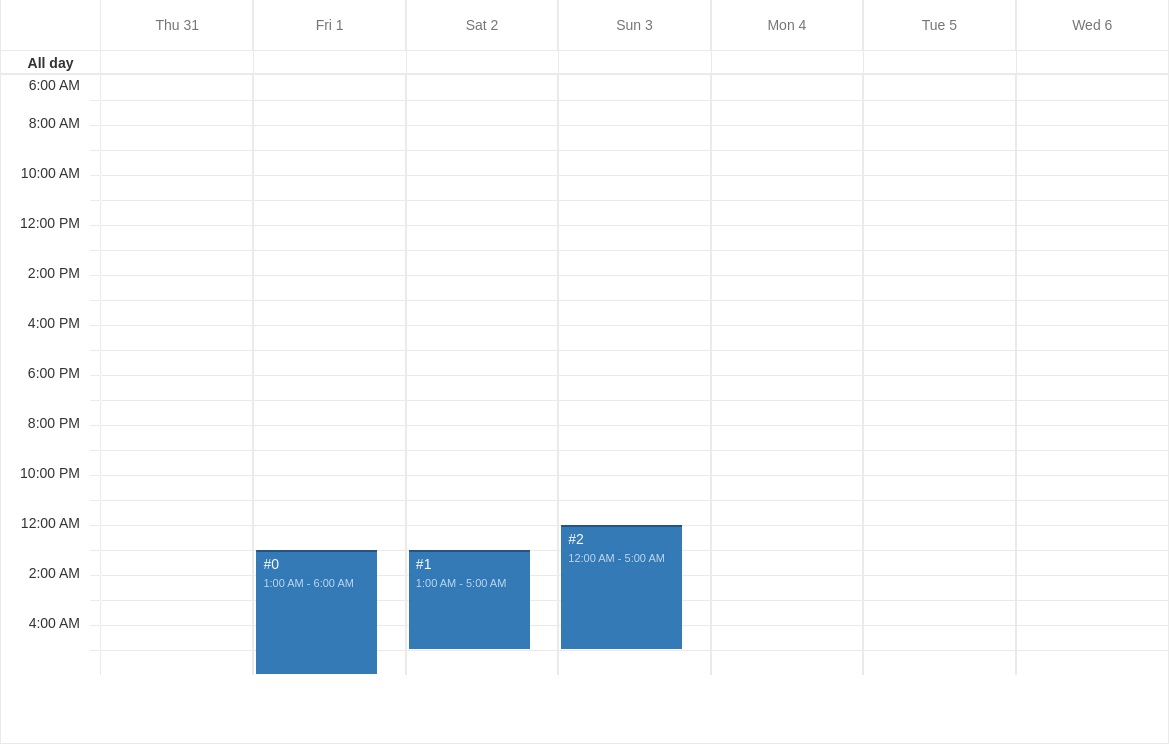 Thu 31
Fri 1
Sat 2
Sun 3
Mon 4
Tue 5
Wed 6
All day
6:00 AM
8:00 AM
10:00 AM
12:00 PM
2:00 PM
4:00 PM
6:00 PM
8:00 PM
10:00 PM
12:00 AM
2:00 AM
4:00 AM
#0
1:00 AM - 6:00 AM
#1
1:00 AM - 5:00 AM
#2
12:00 AM - 5:00 AM